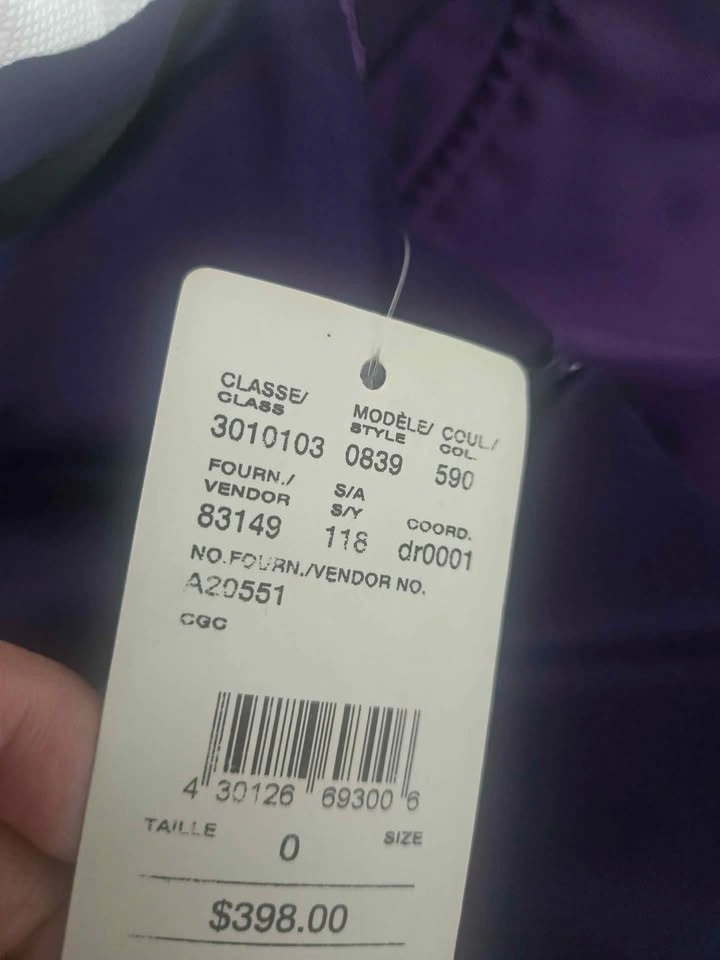 CLASSE/ MODÈLE/ COUL/
CLASS STYLE COL.
3010103 0839 590
FOURN./ S/A COORD.
VENDOR S/Y
83149 118 dr0001
NO.FOURN./VENDOR NO.
A20551
CGC
4 30126 69300 6
TAILLE 0 SIZE
$398.00